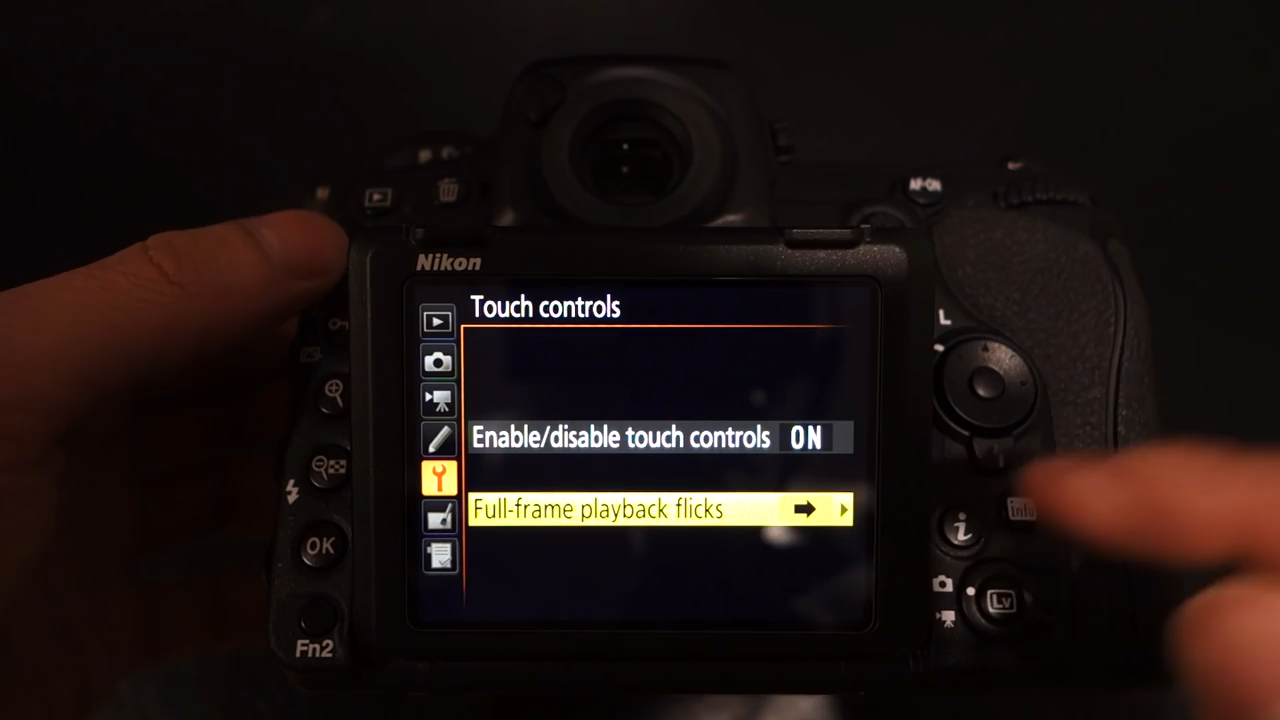 AF-ON
Nikon
Touch controls
L
Enable/disable touch controls ON
Full-frame playback flicks
info
i
OK
Lv
Fn2